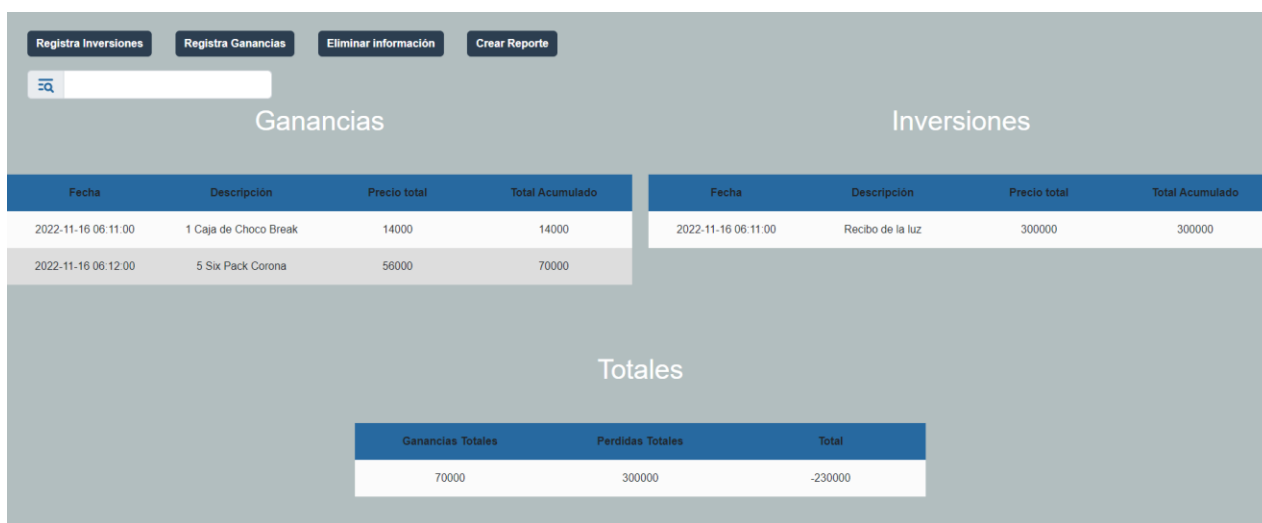 Registra Inversiones Registra Ganancias Eliminar información Crear Reporte
Ganancias
Fecha Descripción Precio total Total Acumulado
2022-11-16 06:11:00 1 Caja de Choco Break 14000 14000
2022-11-16 06:12:00 5 Six Pack Corona 56000 70000
Inversiones
Fecha Descripción Precio total Total Acumulado
2022-11-16 06:11:00 Recibo de la luz 300000 300000
Totales
Ganancias Totales Perdidas Totales Total
70000 300000 -230000